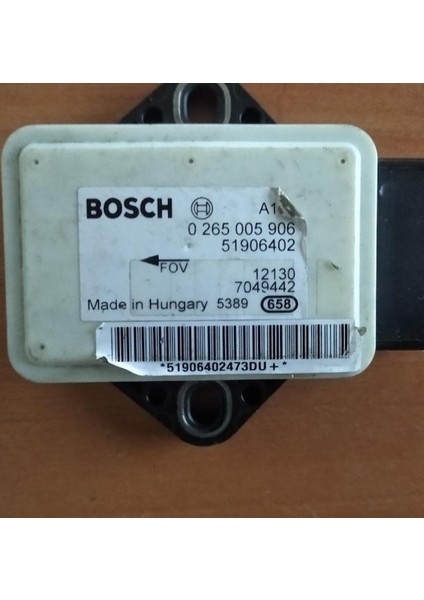 BOSCH
0 265 005 906
51906402
FOV
12130
7049442
Made in Hungary 5389 658
*51906402473DU+*